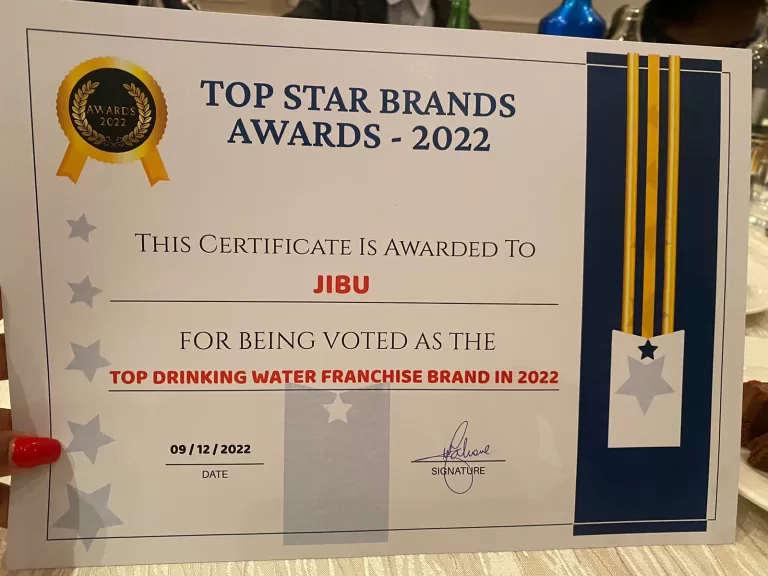 AWARDS
2022
TOP STAR BRANDS
AWARDS - 2022
THIS CERTIFICATE IS AWARDED TO
JIBU
FOR BEING VOTED AS THE
TOP DRINKING WATER FRANCHISE BRAND IN 2022
09 / 12 / 2022
DATE
SIGNATURE